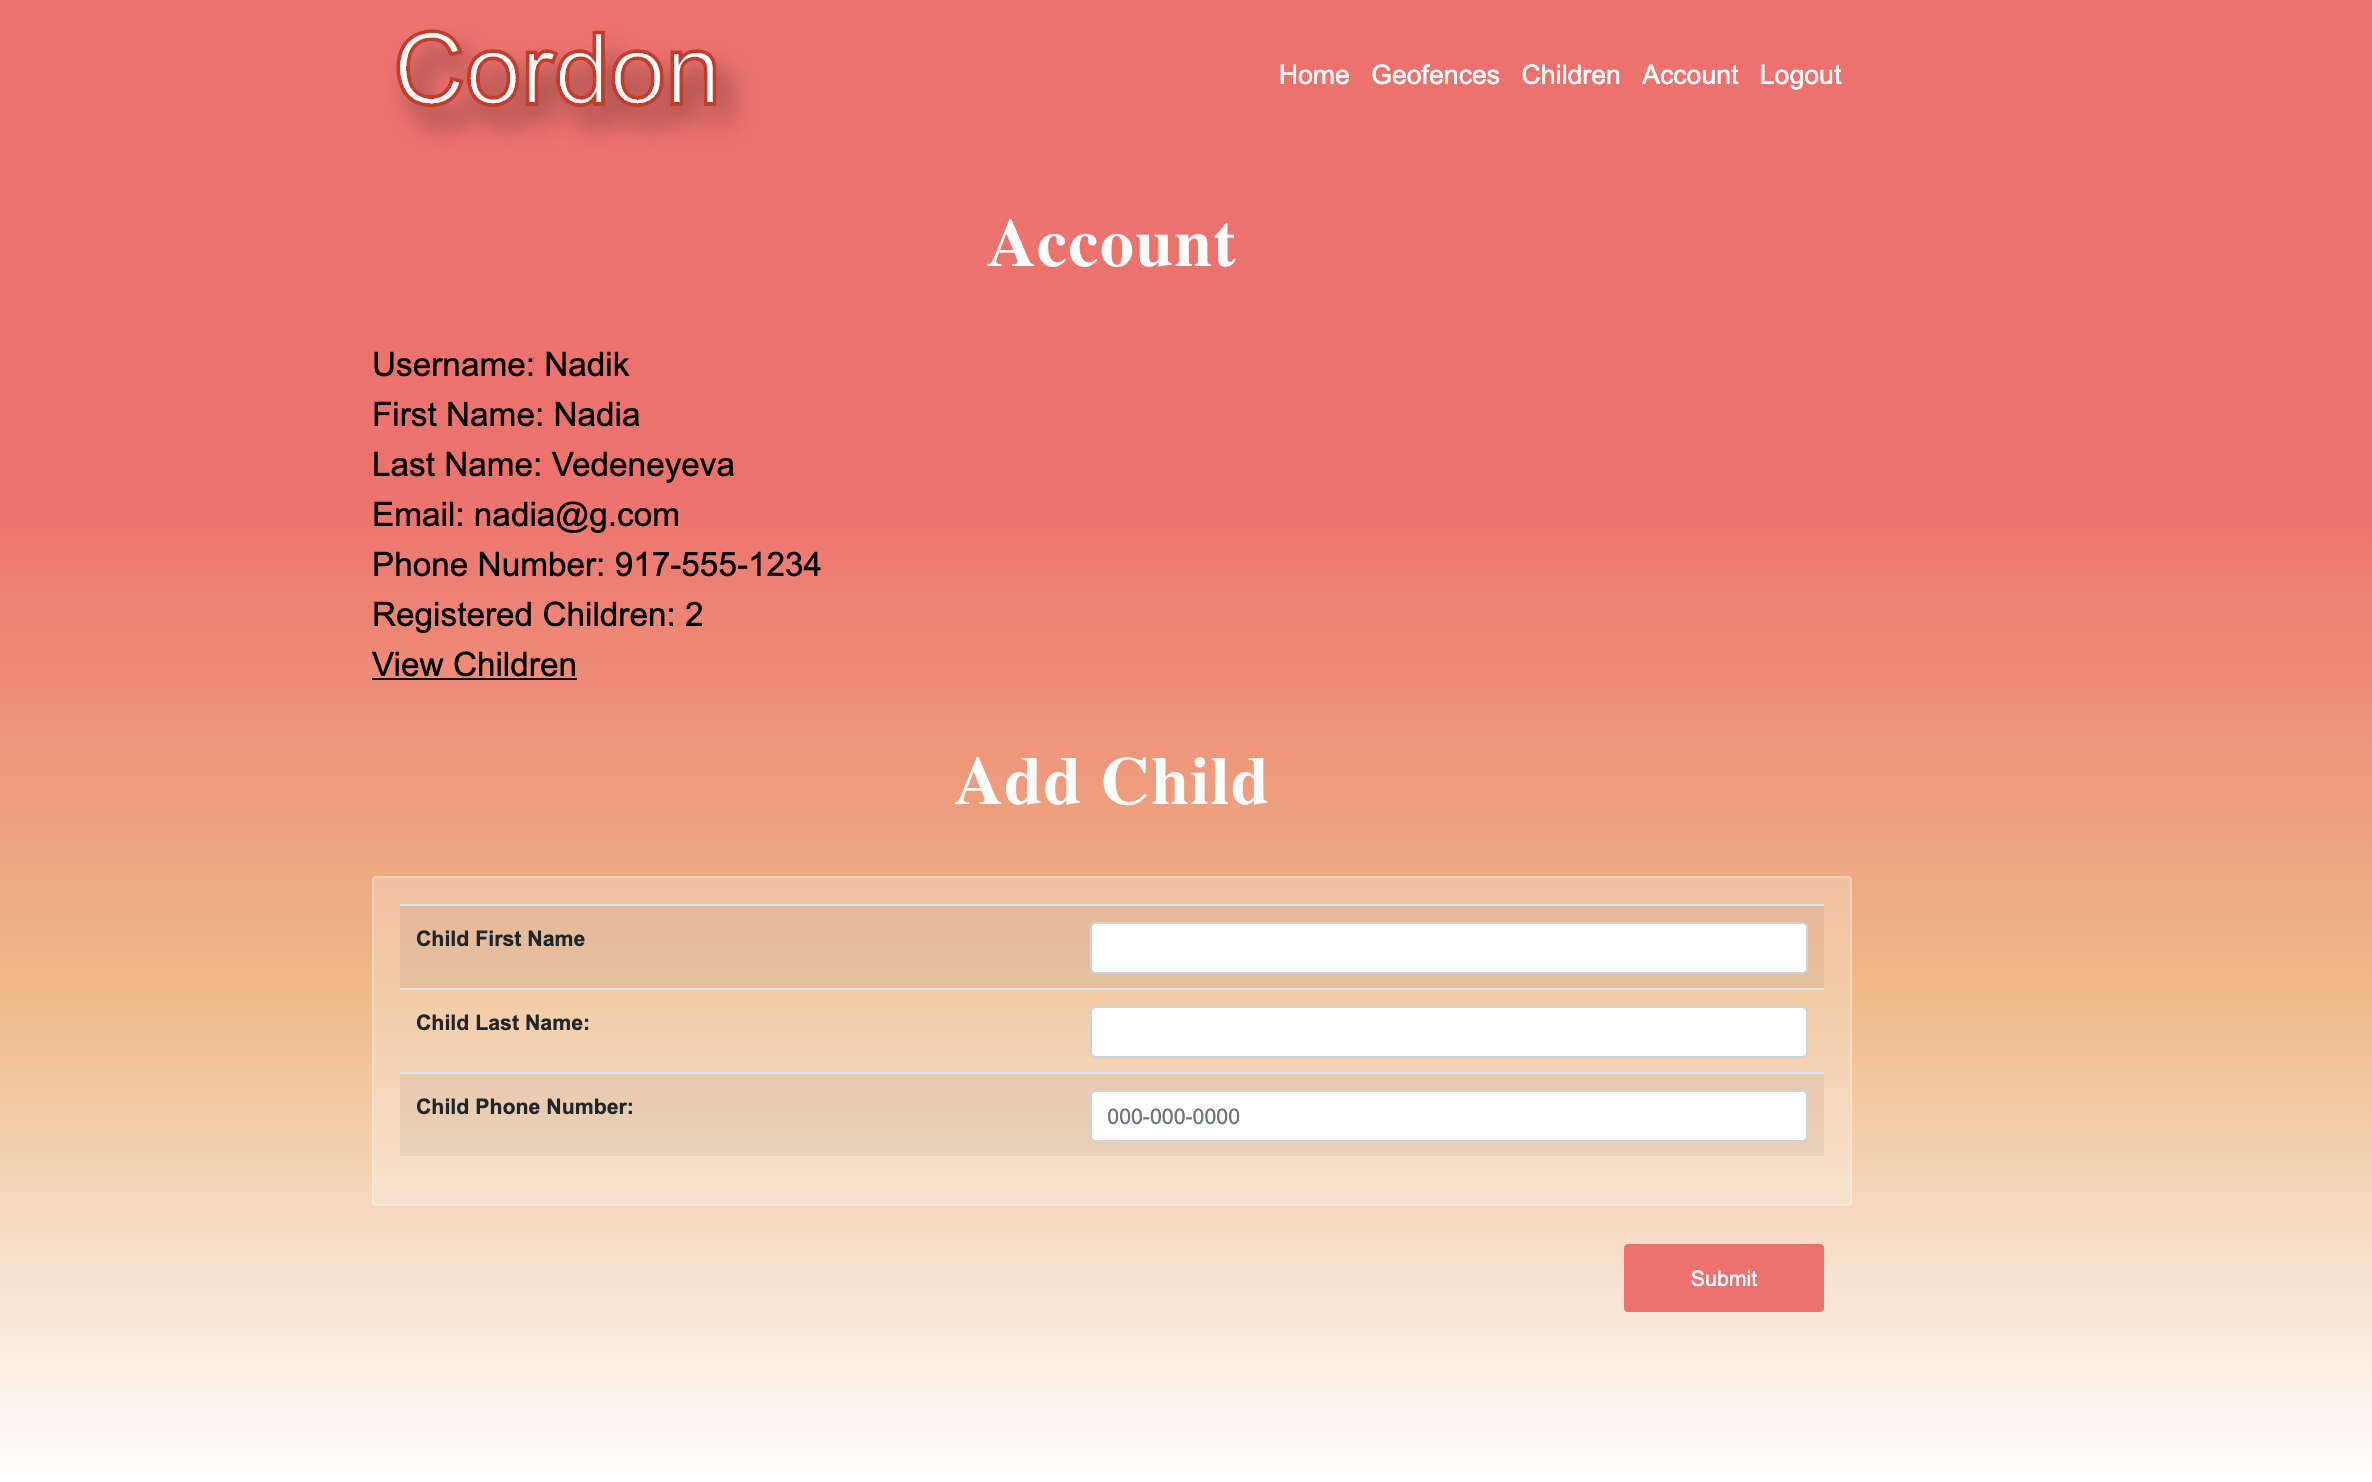 Cordon
Home Geofences Children Account Logout
Account
Username: Nadik
First Name: Nadia
Last Name: Vedeneyeva
Email: nadia@g.com
Phone Number: 917-555-1234
Registered Children: 2
View Children
Add Child
Child First Name
Child Last Name:
Child Phone Number:
000-000-0000
Submit